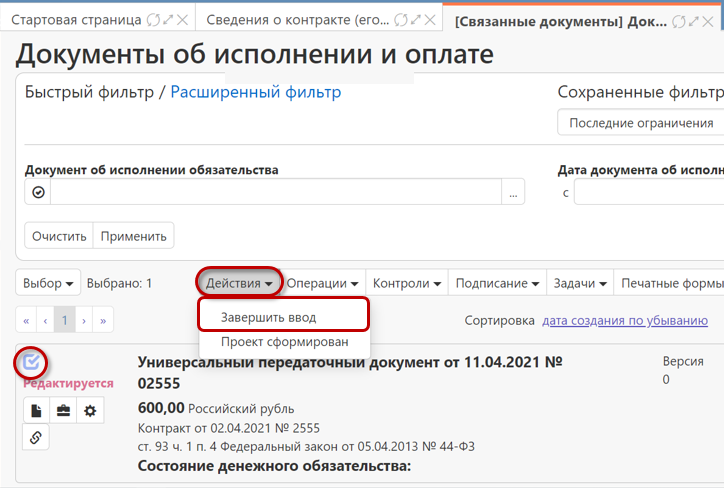 Стартовая страница
Сведения о контракте (его...
[Связанные документы] Док...
Документы об исполнении и оплате
Быстрый фильтр / Расширенный фильтр
Сохраненные фильтр
Последние ограничения
Документ об исполнении обязательства
Дата документа об исполн
...
с
Очистить
Применить
Выбор
Выбрано: 1
Действия
Операции
Контроли
Подписание
Задачи
Печатные формы
Завершить ввод
Проект сформирован
« ‹ 1 › »
Сортировка дата создания по убыванию
Редактируется
Универсальный передаточный документ от 11.04.2021 №
02555
Версия
0
600,00 Российский рубль
Контракт от 02.04.2021 № 2555
ст. 93 ч. 1 п. 4 Федеральный закон от 05.04.2013 № 44-ФЗ
Состояние денежного обязательства: